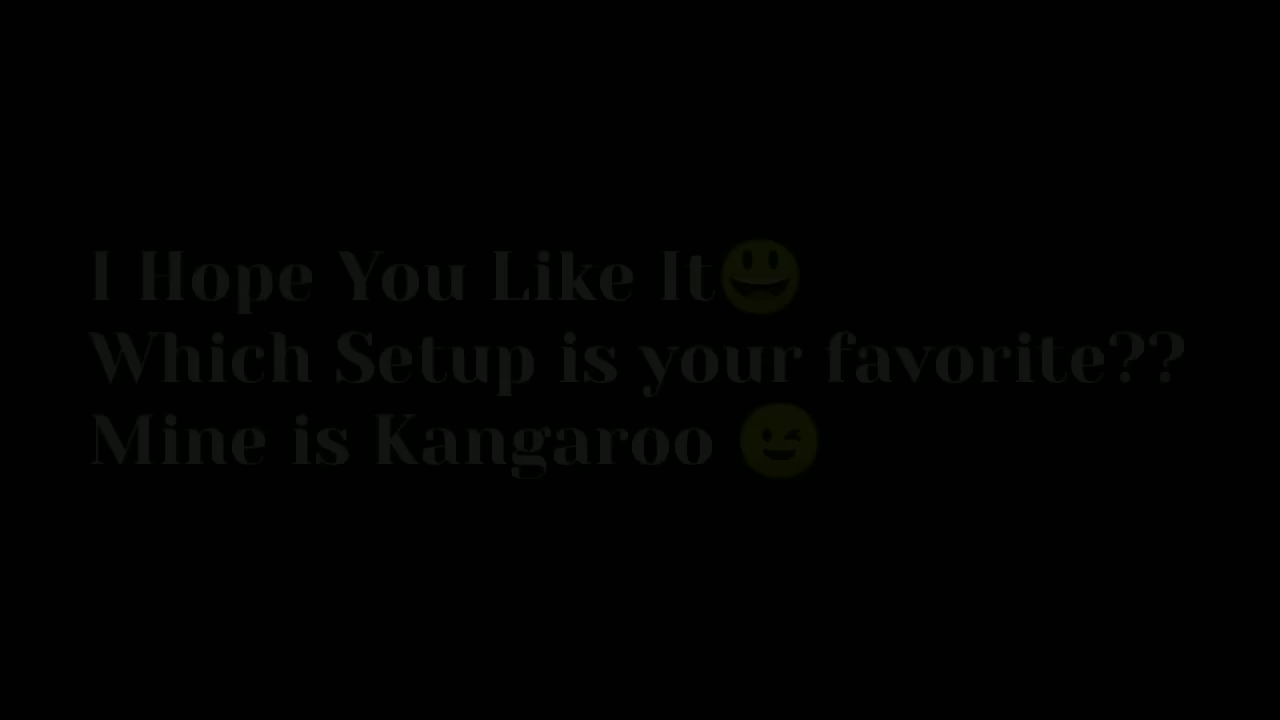 I Hope You Like It😃
Which Setup is your favorite??
Mine is Kangaroo 😉